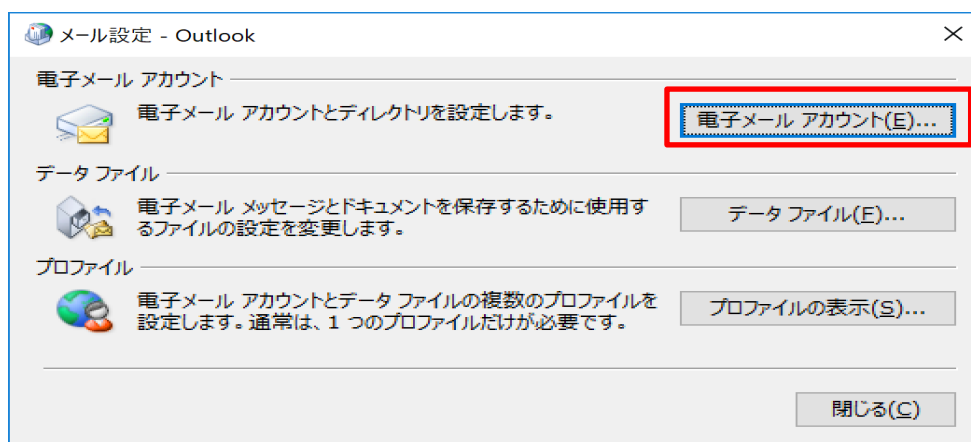 メール設定 - Outlook
電子メール アカウント
電子メール アカウントとディレクトリを設定します。
電子メール アカウント(E)...
データ ファイル
電子メール メッセージとドキュメントを保存するために使用す
るファイルの設定を変更します。
データ ファイル(F)...
プロファイル
電子メール アカウントとデータ ファイルの複数のプロファイルを
設定します。通常は、1 つのプロファイルだけが必要です。
プロファイルの表示(S)...
閉じる(C)